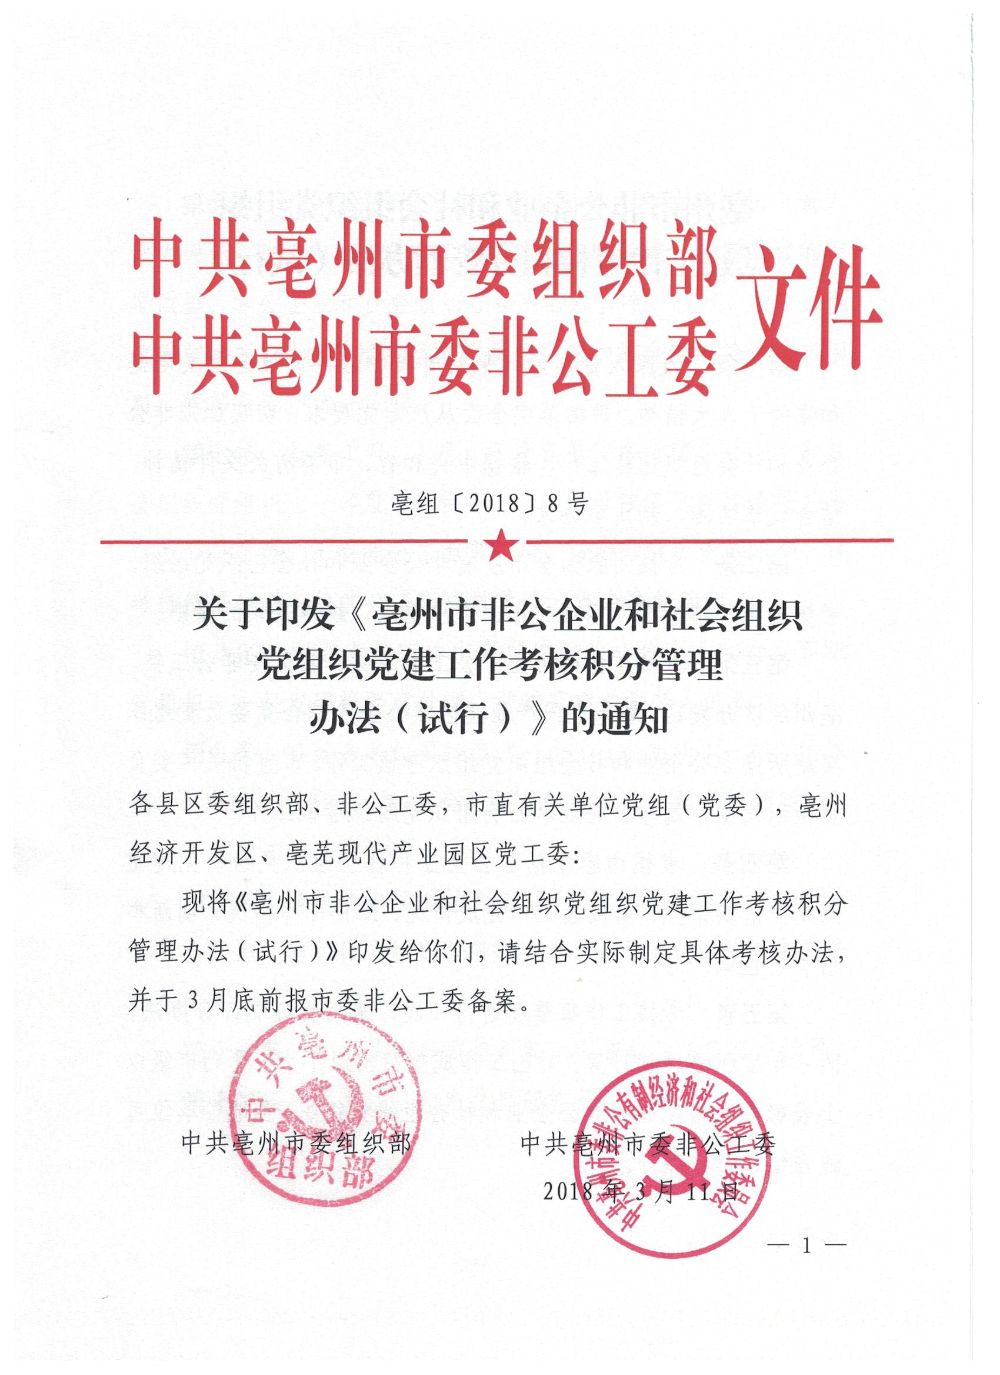 中共亳州市委组织部
中共亳州市委非公工委
文件
亳组〔2018〕8号
关于印发《亳州市非公企业和社会组织
党组织党建工作考核积分管理
办法（试行）》的通知
各县区委组织部、非公工委，市直有关单位党组（党委），亳州
经济开发区、亳芜现代产业园区党工委：
现将《亳州市非公企业和社会组织党组织党建工作考核积分
管理办法（试行）》印发给你们，请结合实际制定具体考核办法，
并于3月底前报市委非公工委备案。
中共亳州市委
组织部
中共亳州市委非公有制经济和社会组织工作委员会
中共亳州市委组织部
中共亳州市委非公工委
2018年3月11日
— 1 —